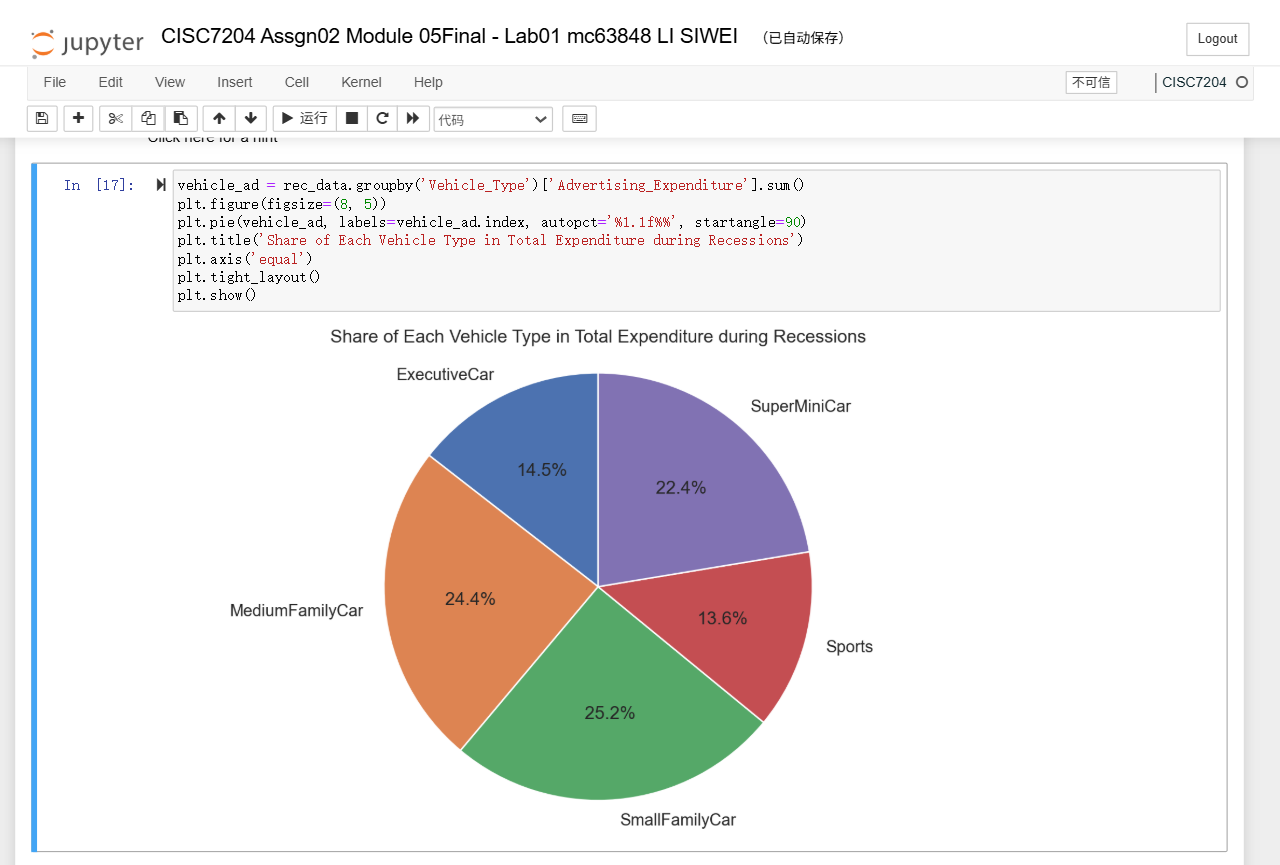 jupyter CISC7204 Assgn02 Module 05Final - Lab01 mc63848 LI SIWEI (已自动保存) Logout
File Edit View Insert Cell Kernel Help 不可信 CISC7204
运行 代码
Click here for a hint
In [17]:
vehicle_ad = rec_data.groupby('Vehicle_Type')['Advertising_Expenditure'].sum()
plt.figure(figsize=(8, 5))
plt.pie(vehicle_ad, labels=vehicle_ad.index, autopct='%1.1f%%', startangle=90)
plt.title('Share of Each Vehicle Type in Total Expenditure during Recessions')
plt.axis('equal')
plt.tight_layout()
plt.show()
Share of Each Vehicle Type in Total Expenditure during Recessions
ExecutiveCar
SuperMiniCar
14.5%
22.4%
MediumFamilyCar
24.4%
13.6%
Sports
25.2%
SmallFamilyCar